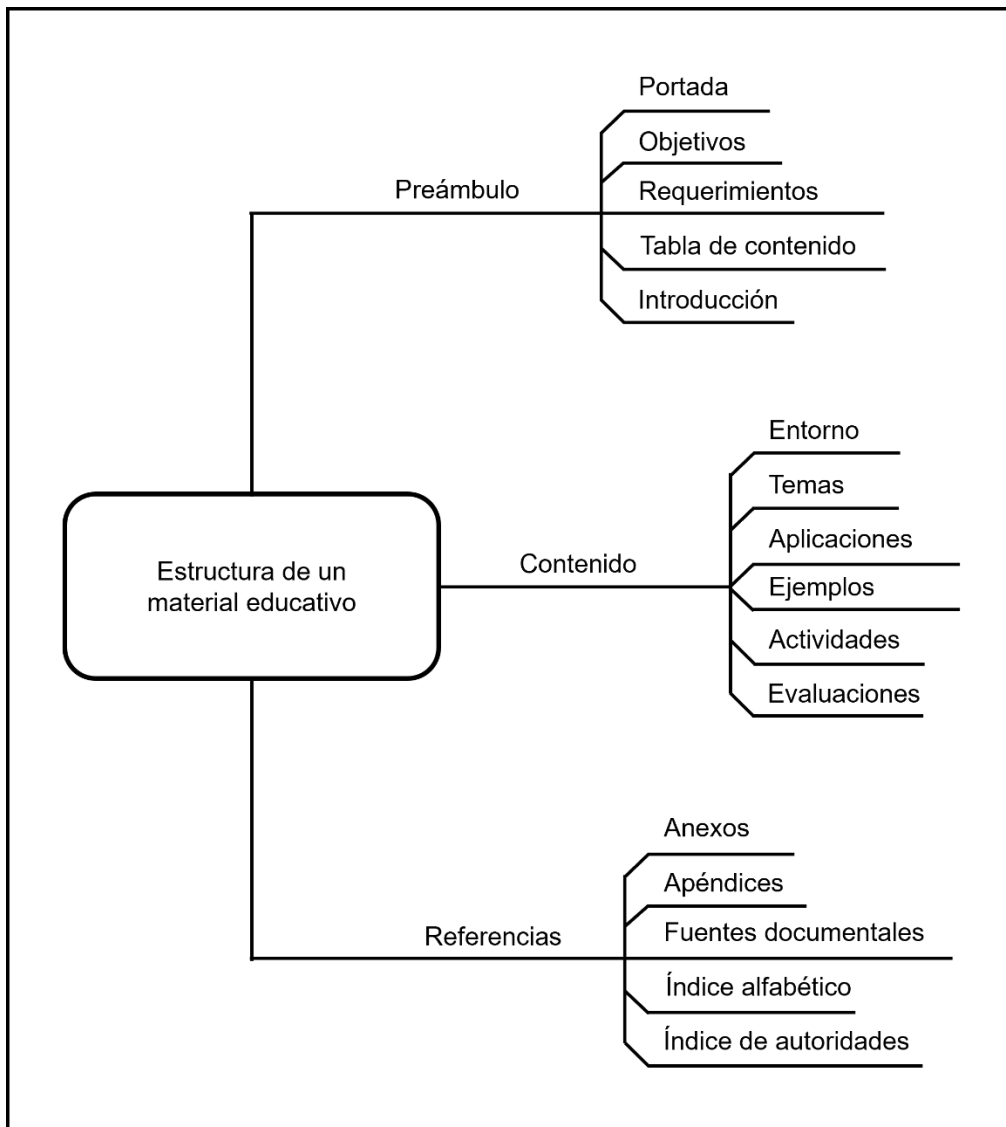 Portada
Objetivos
Preámbulo
Requerimientos
Tabla de contenido
Introducción
Entorno
Temas
Aplicaciones
Contenido
Ejemplos
Estructura de un
material educativo
Actividades
Evaluaciones
Anexos
Apéndices
Referencias
Fuentes documentales
Índice alfabético
Índice de autoridades